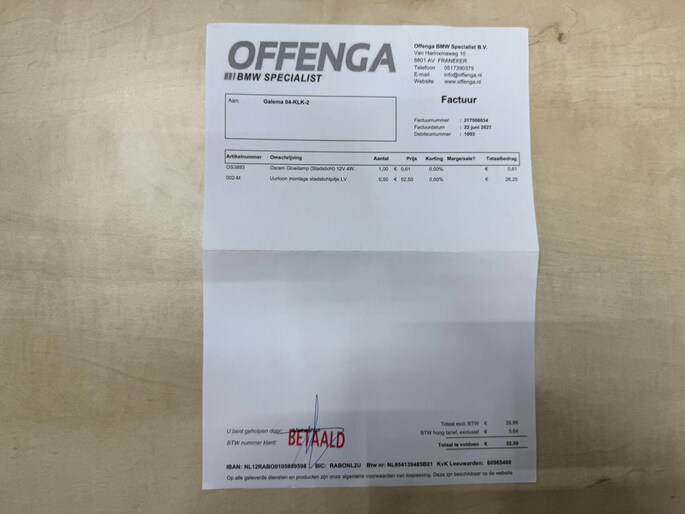 OFFENGA
BMW SPECIALIST
Offenga BMW Specialist B.V.
Van Harinxmaweg 10
8801 AV FRANEKER
Telefoon 0517390379
E-mail info@offenga.nl
Website www.offenga.nl
Aan: Galema 04-KLK-2
Factuur
Factuurnummer : 217008034
Factuurdatum : 22 juni 2021
Debiteurnummer : 1003
Artikelnummer Omschrijving Aantal Prijs Korting Marge/sale? Totaalbedrag
OS3893 Osram Gloeilamp (Stadslicht) 12V 4W. 1,00 € 0,61 0,00% € 0,61
002-M Uurloon montage stadslichtpitje LV 0,50 € 52,50 0,00% € 26,25
Totaal excl. BTW € 26,86
BTW hoog tarief, exclusief € 5,64
Totaal te voldoen € 32,50
U bent geholpen door:
BTW nummer klant:
BETAALD
IBAN: NL12RABO0105889598 BIC: RABONL2U Btw nr: NL854139485B01 KvK Leeuwarden: 60965460
Op alle geleverde diensten en producten zijn onze algemene voorwaarden van toepassing. Deze zijn beschikbaar op de website